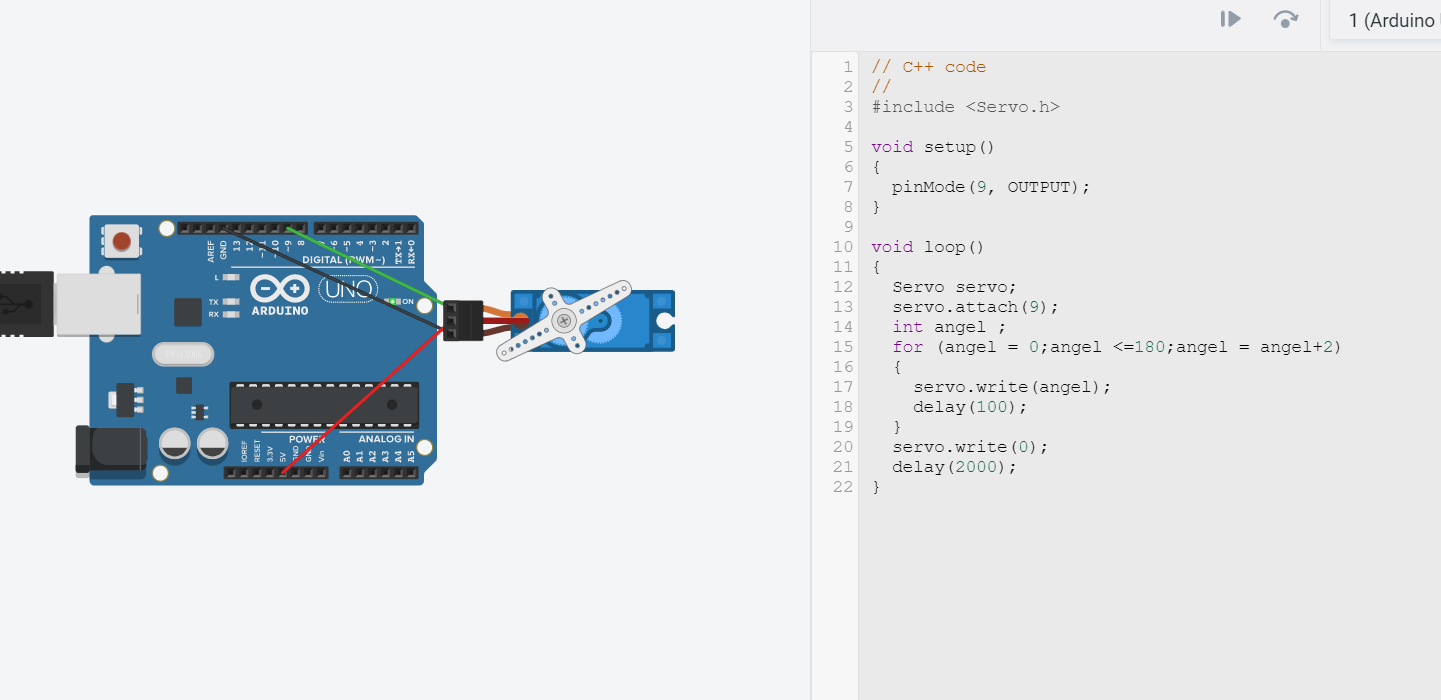 1 (Arduino
1 // C++ code
2 //
3 #include <Servo.h>
4
5 void setup()
6 {
7 pinMode(9, OUTPUT);
8 }
9
10 void loop()
11 {
12 Servo servo;
13 servo.attach(9);
14 int angel ;
15 for (angel = 0;angel <=180;angel = angel+2)
16 {
17 servo.write(angel);
18 delay(100);
19 }
20 servo.write(0);
21 delay(2000);
22 }
AREF
GND
13
~10
~9
8
~5
4
~3
2
TX→1
RX←0
DIGITAL (PWM~)
L
TX
RX
UNO
ON
ARDUINO
POWER
ANALOG IN
IOREF
RESET
3.3V
5V
GND
Vin
A0
A1
A2
A3
A4
A5